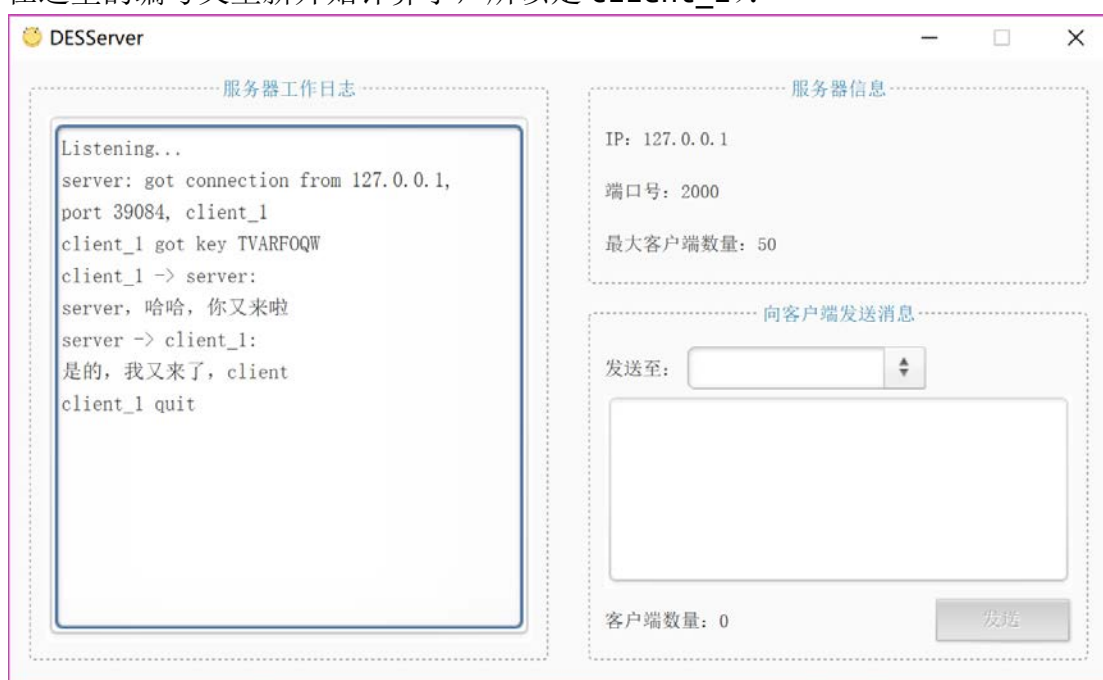 DESServer
服务器工作日志
Listening...
server: got connection from 127.0.0.1,
port 39084, client_1
client_1 got key TVARFOQW
client_1 -> server:
server, 哈哈, 你又来啦
server -> client_1:
是的, 我又来了, client
client_1 quit
服务器信息
IP: 127.0.0.1
端口号: 2000
最大客户端数量: 50
向客户端发送消息
发送至:
客户端数量: 0
发送